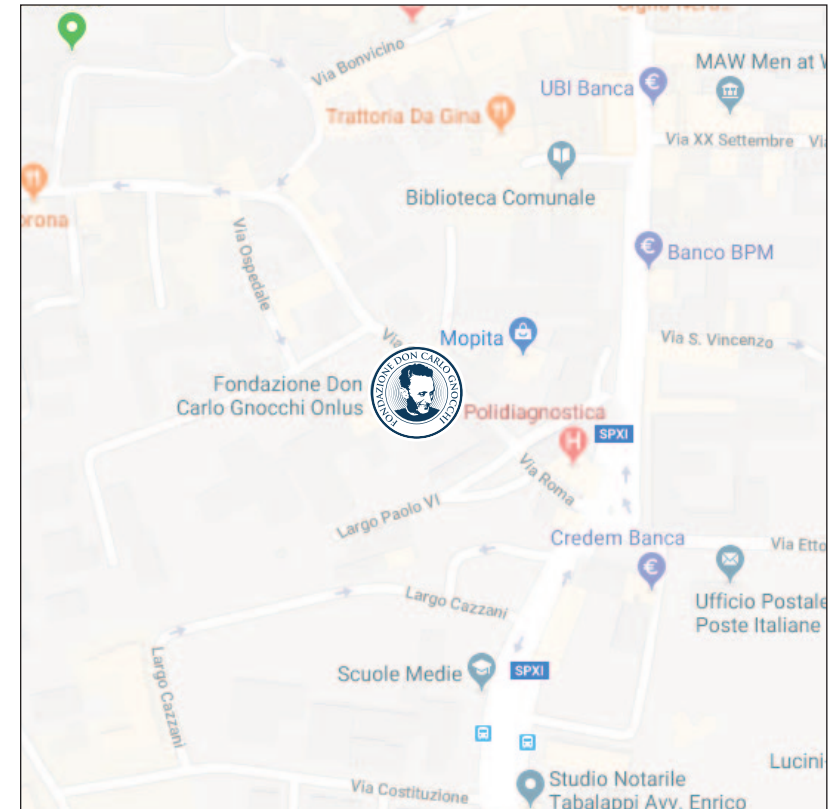 Via Bonvicino
MAW Men at
UBI Banca
Trattoria Da Gina
Via XX Settembre
Biblioteca Comunale
Via Ospedale
Banco BPM
Via
Mopita
Via S. Vincenzo
Fondazione Don
Carlo Gnocchi Onlus
FONDAZIONE DON CARLO GNOCCHI
Polidiagnostica
H
SPXI
Via Roma
Largo Paolo VI
Credem Banca
Via Etto
Largo Cazzani
Ufficio Postale
Poste Italiane
Largo Cazzani
Scuole Medie
SPXI
Lucini-
Via Costituzione
Studio Notarile
Tabalappi Avv. Enrico